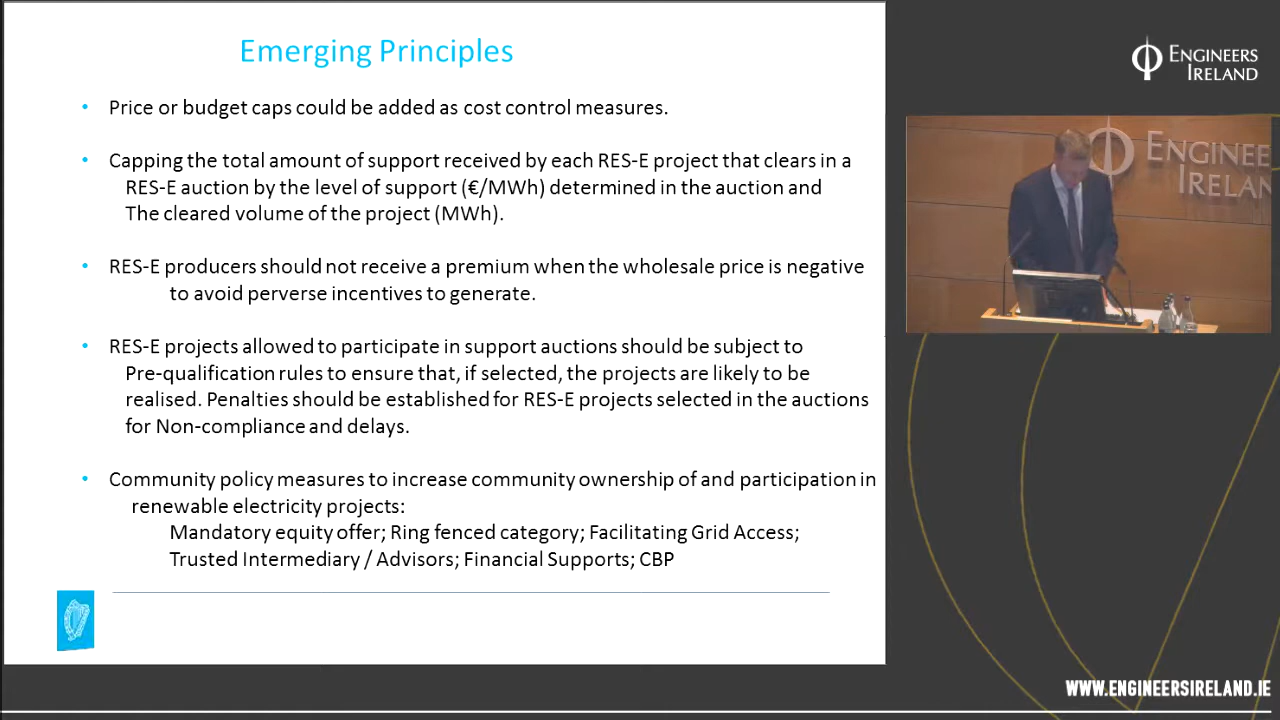 Emerging Principles
• Price or budget caps could be added as cost control measures.
• Capping the total amount of support received by each RES-E project that clears in a
RES-E auction by the level of support (€/MWh) determined in the auction and
The cleared volume of the project (MWh).
• RES-E producers should not receive a premium when the wholesale price is negative
to avoid perverse incentives to generate.
• RES-E projects allowed to participate in support auctions should be subject to
Pre-qualification rules to ensure that, if selected, the projects are likely to be
realised. Penalties should be established for RES-E projects selected in the auctions
for Non-compliance and delays.
• Community policy measures to increase community ownership of and participation in
renewable electricity projects:
Mandatory equity offer; Ring fenced category; Facilitating Grid Access;
Trusted Intermediary / Advisors; Financial Supports; CBP
ENGINEERS
IRELAND
ENGINEE
IRELAN
WWW.ENGINEERSIRELAND.IE